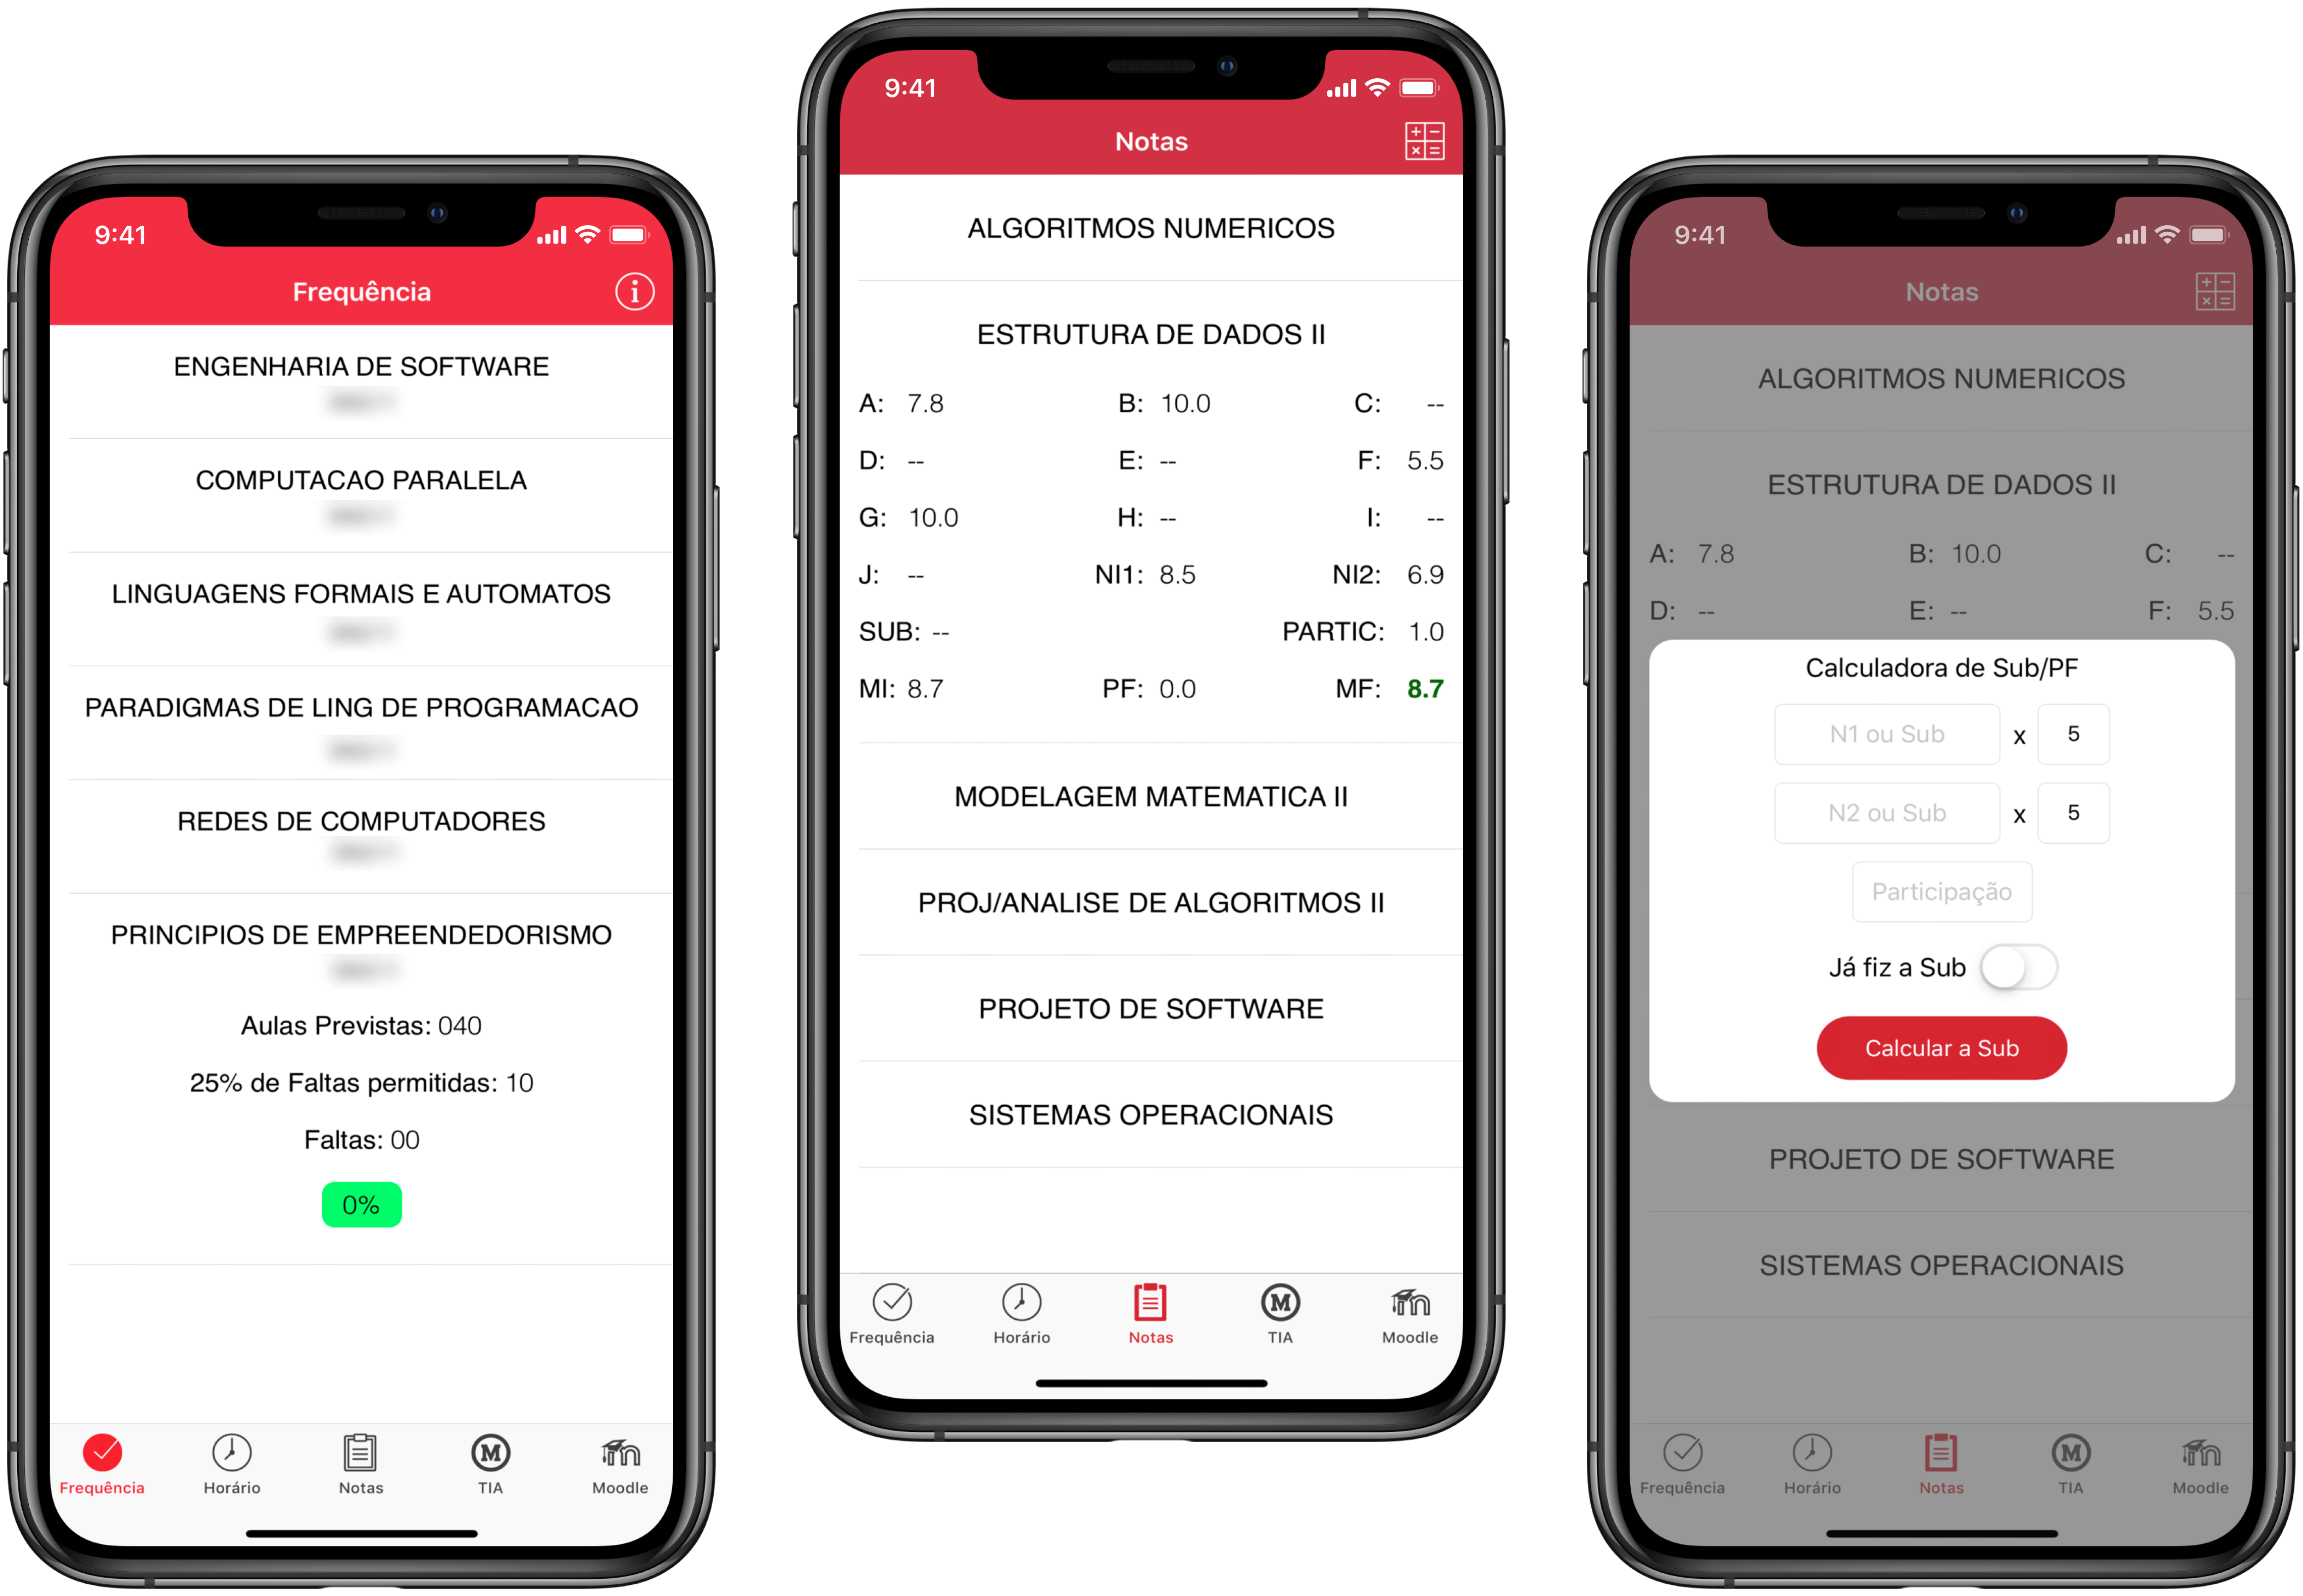 9:41
Frequência
ENGENHARIA DE SOFTWARE
COMPUTACAO PARALELA
LINGUAGENS FORMAIS E AUTOMATOS
PARADIGMAS DE LING DE PROGRAMACAO
REDES DE COMPUTADORES
PRINCIPIOS DE EMPREENDEDORISMO
Aulas Previstas: 040
25% de Faltas permitidas: 10
Faltas: 00
0%
Frequência Horário Notas TIA Moodle
9:41
Notas
ALGORITMOS NUMERICOS
ESTRUTURA DE DADOS II
A: 7.8 B: 10.0 C: --
D: -- E: -- F: 5.5
G: 10.0 H: -- I: --
J: -- NI1: 8.5 NI2: 6.9
SUB: -- PARTIC: 1.0
MI: 8.7 PF: 0.0 MF: 8.7
MODELAGEM MATEMATICA II
PROJ/ANALISE DE ALGORITMOS II
PROJETO DE SOFTWARE
SISTEMAS OPERACIONAIS
Frequência Horário Notas TIA Moodle
9:41
Notas
ALGORITMOS NUMERICOS
ESTRUTURA DE DADOS II
A: 7.8 B: 10.0 C: --
D: -- E: -- F: 5.5
Calculadora de Sub/PF
N1 ou Sub x 5
N2 ou Sub x 5
Participação
Já fiz a Sub
Calcular a Sub
PROJETO DE SOFTWARE
SISTEMAS OPERACIONAIS
Frequência Horário Notas TIA Moodle